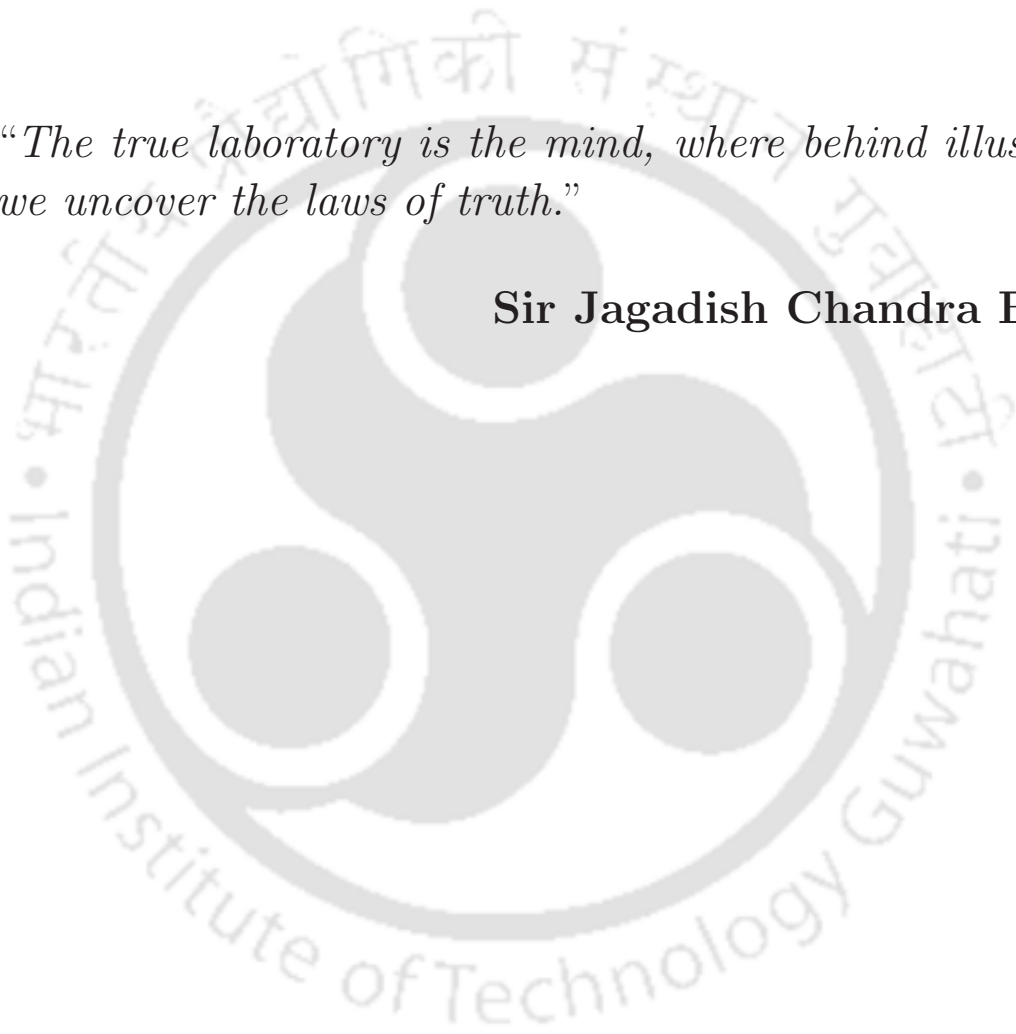 “The true laboratory is the mind, where behind illus
we uncover the laws of truth.”
Sir Jagadish Chandra
भारतीय प्रौद्योगिकी संस्थान गुवाहाटी
• Indian Institute of Technology Guwahati •